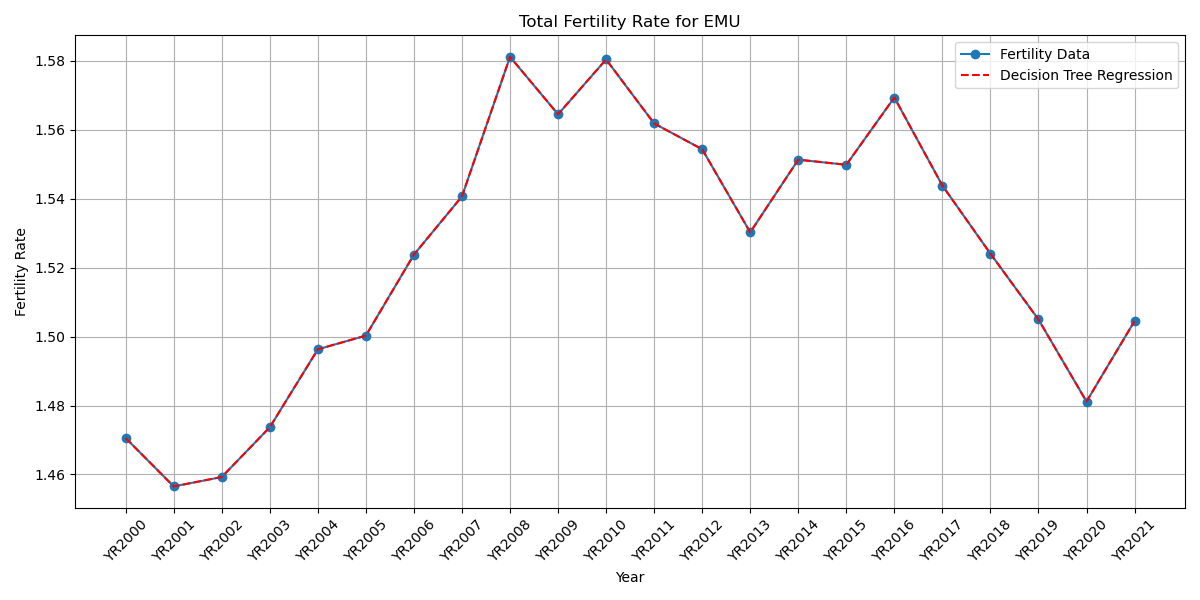 Total Fertility Rate for EMU
Fertility Data
Decision Tree Regression
Fertility Rate
1.58
1.56
1.54
1.52
1.50
1.48
1.46
YR2000
YR2001
YR2002
YR2003
YR2004
YR2005
YR2006
YR2007
YR2008
YR2009
YR2010
YR2011
YR2012
YR2013
YR2014
YR2015
YR2016
YR2017
YR2018
YR2019
YR2020
YR2021
Year